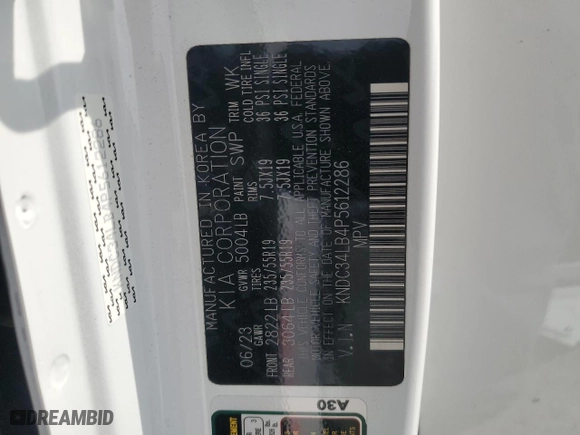 MANUFACTURED IN KOREA BY
KIA CORPORATION
06/23 GVWR 5004LB PAINT SWP TRIM WK
GAWR TIRES RIMS COLD TIRE INFL
FRONT 2822LB 235/55R19 7.5JX19 36 PSI SINGLE
REAR 3064LB 235/55R19 7.5JX19 36 PSI SINGLE
THIS VEHICLE CONFORMS TO ALL APPLICABLE U.S.A. FEDERAL
MOTOR VEHICLE SAFETY AND THEFT PREVENTION STANDARDS
IN EFFECT ON THE DATE OF MANUFACTURE SHOWN ABOVE.
V.I.N KNDC34LB4P5612286
MPV
A30
DREAMBID